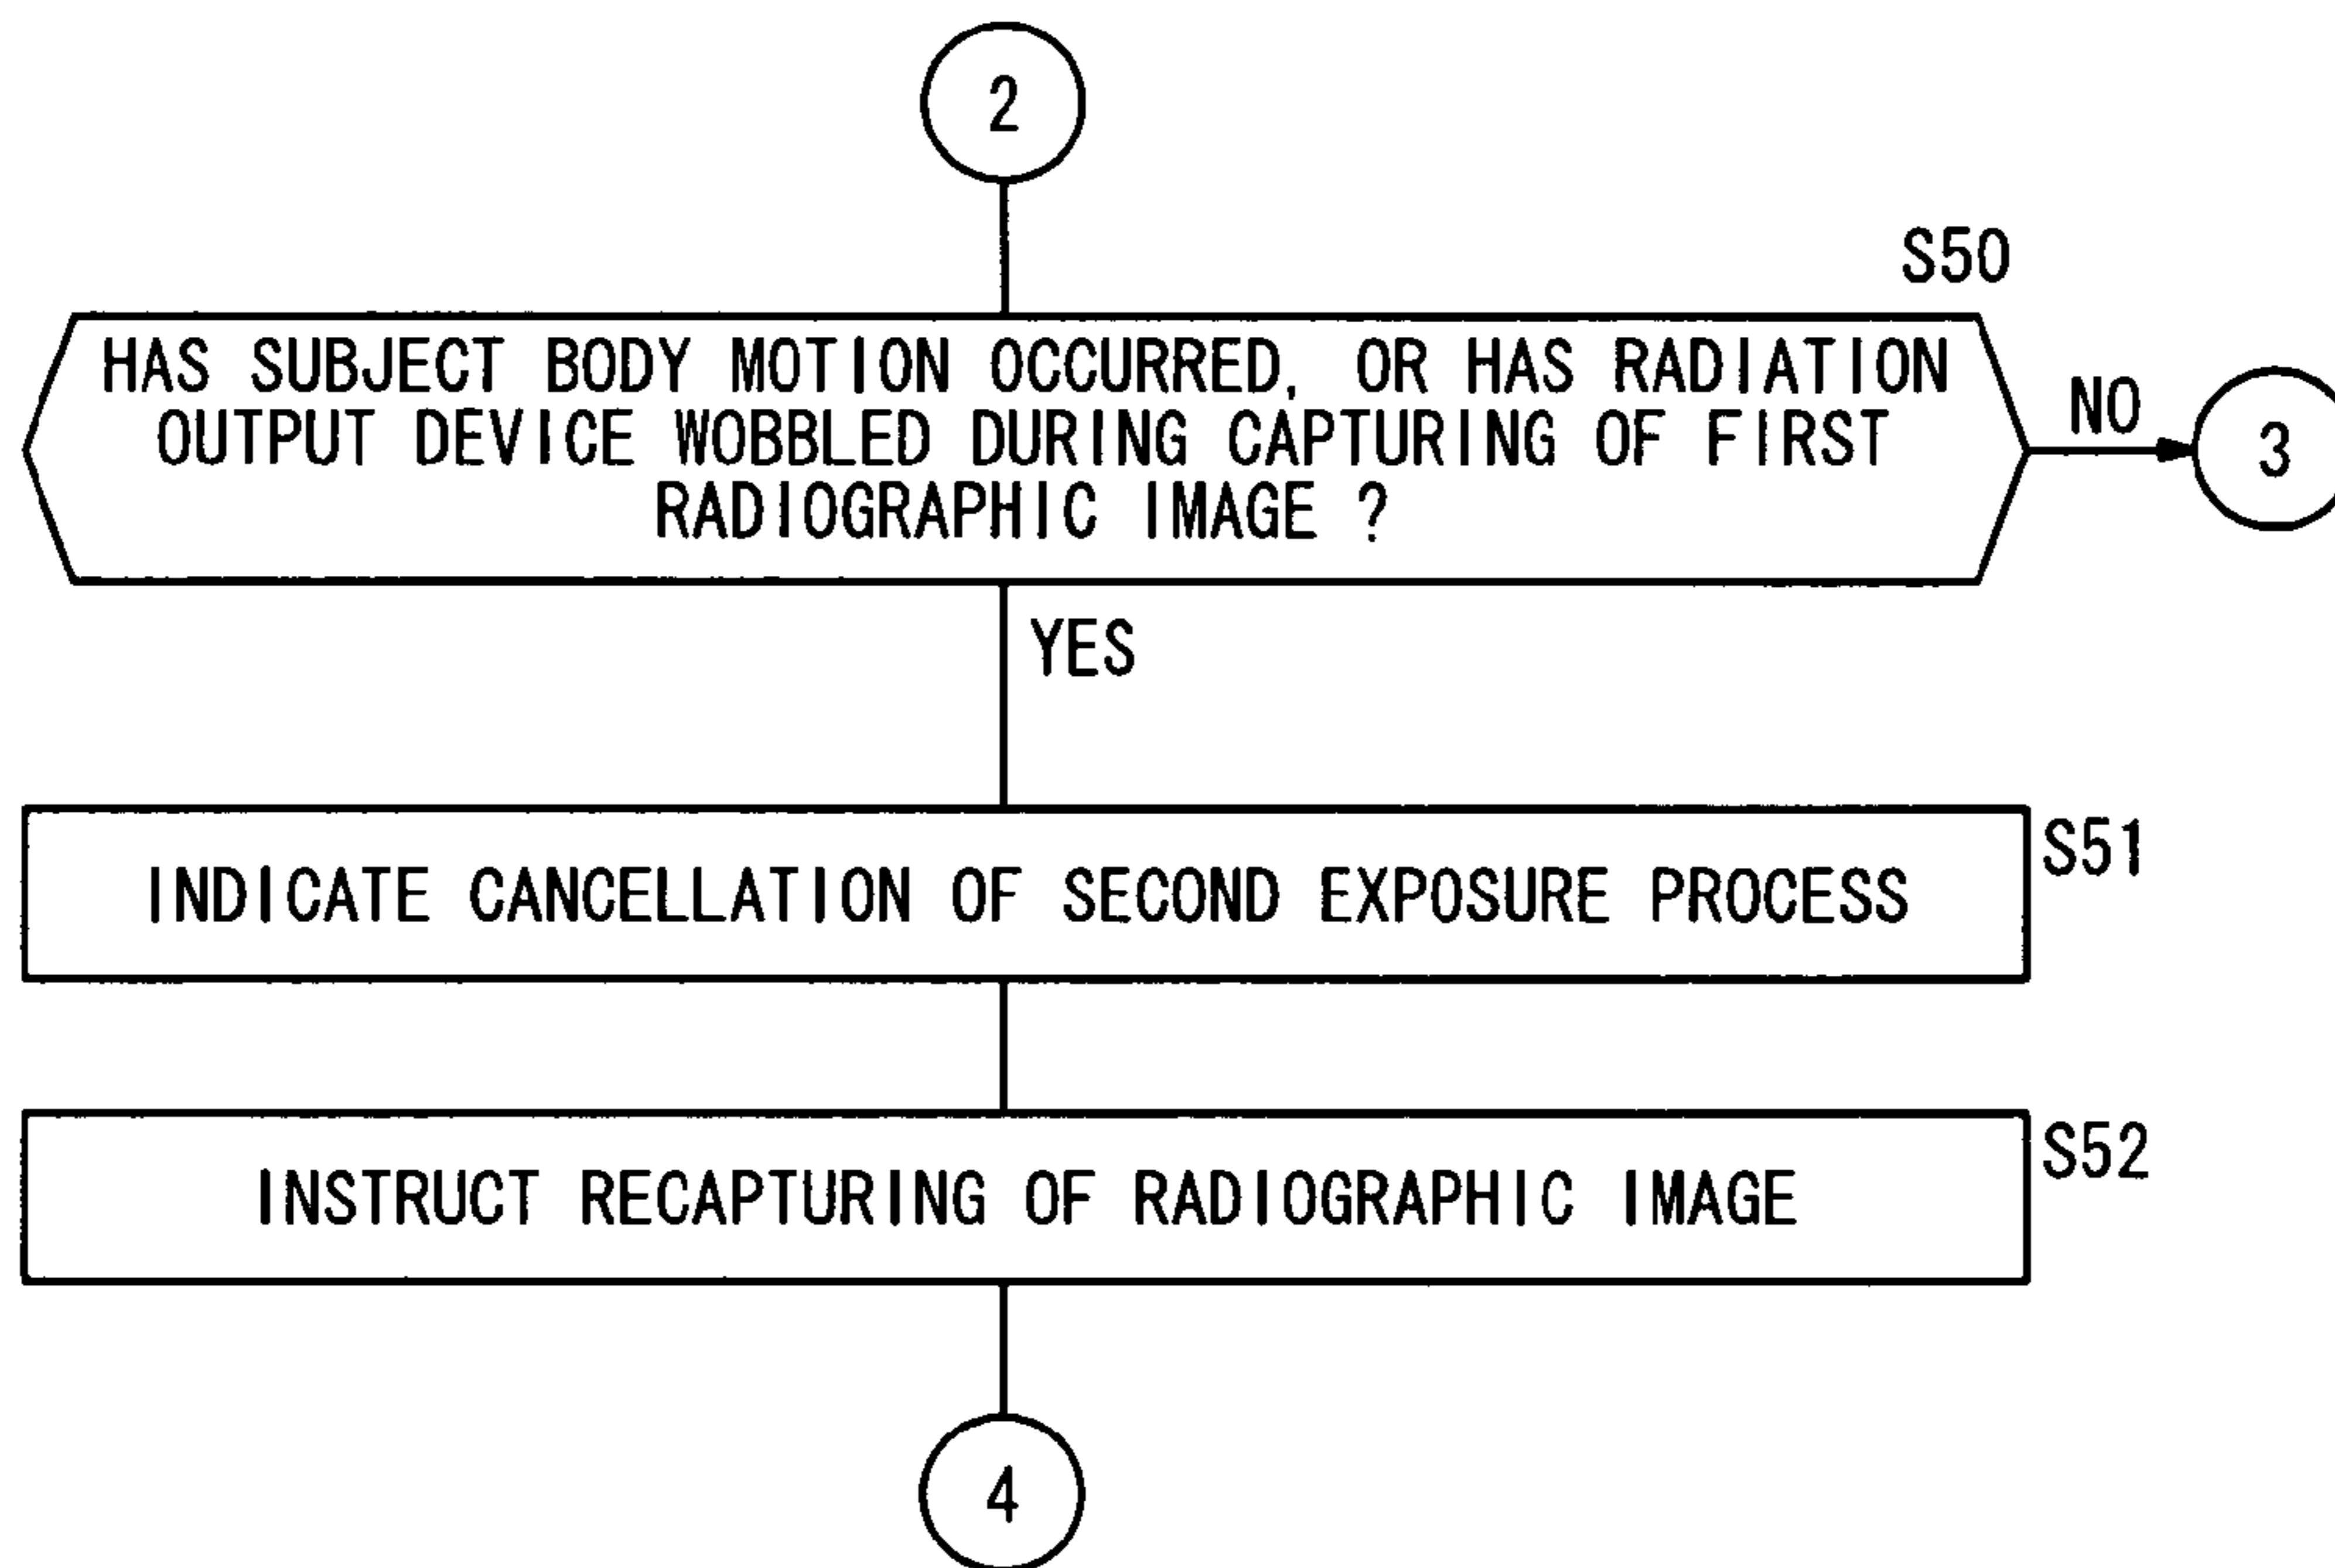 2
S50
HAS SUBJECT BODY MOTION OCCURRED, OR HAS RADIATION
OUTPUT DEVICE WOBBLED DURING CAPTURING OF FIRST
RADIOGRAPHIC IMAGE ?
NO
3
YES
INDICATE CANCELLATION OF SECOND EXPOSURE PROCESS
S51
INSTRUCT RECAPTURING OF RADIOGRAPHIC IMAGE
S52
4